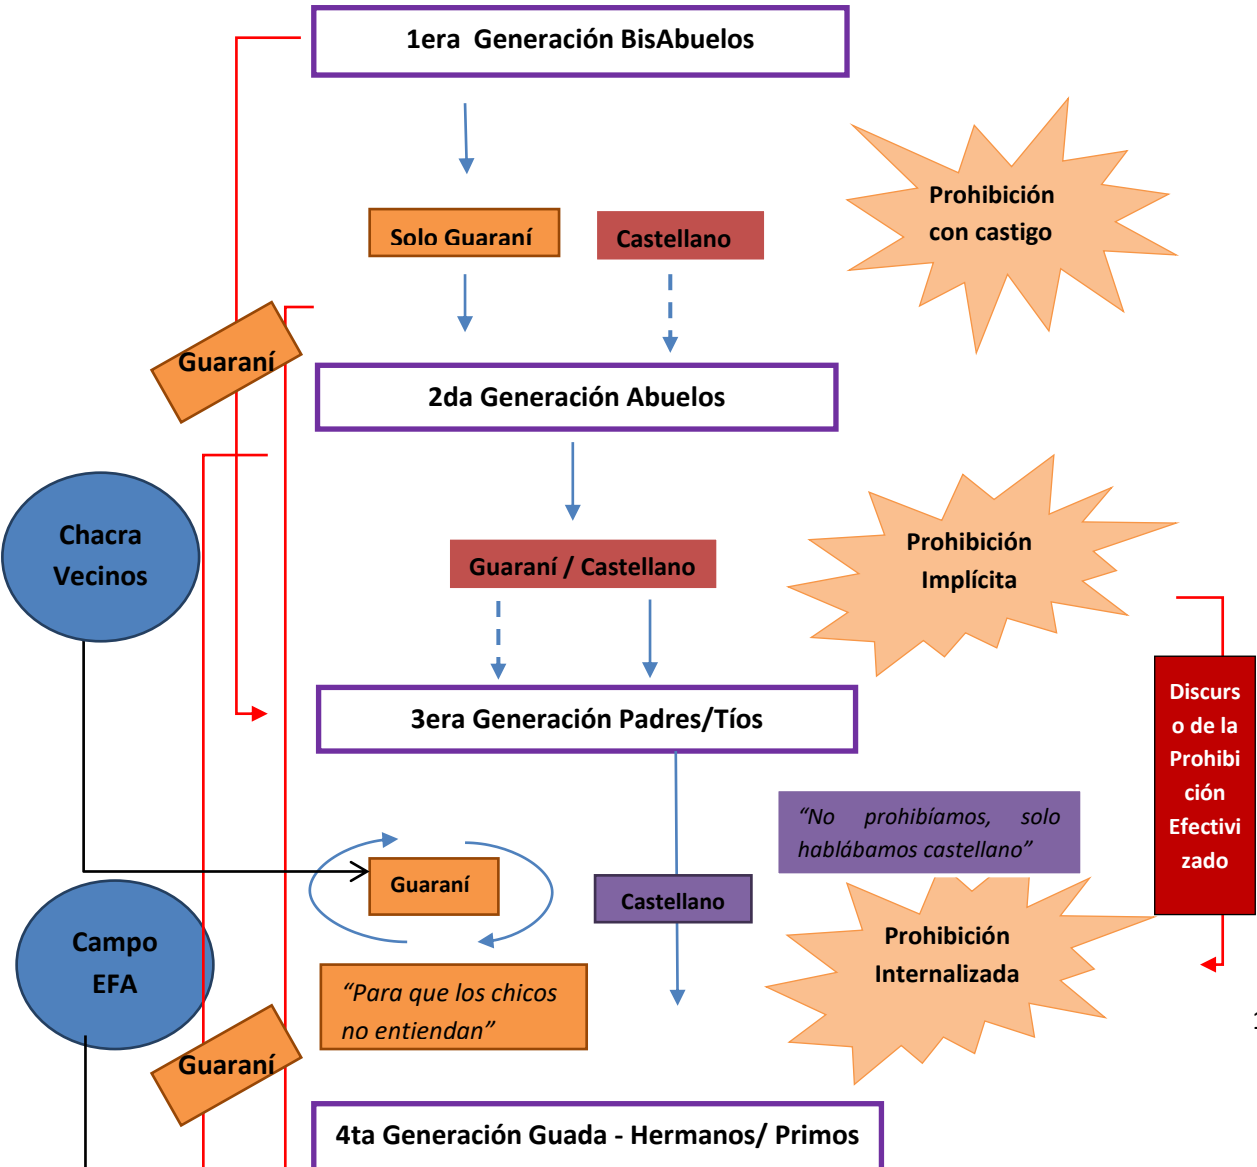 1era Generación BisAbuelos
Prohibición
con castigo
Solo Guaraní
Castellano
Guaraní
2da Generación Abuelos
Chacra
Vecinos
Guaraní / Castellano
Prohibición
Implícita
3era Generación Padres/Tíos
Discurs
o de la
Prohibi
ción
Efectivi
zado
“No prohibíamos, solo
hablábamos castellano”
Guaraní
Castellano
Campo
EFA
Prohibición
Internalizada
“Para que los chicos
no entiendan”
Guaraní
4ta Generación Guada - Hermanos/ Primos